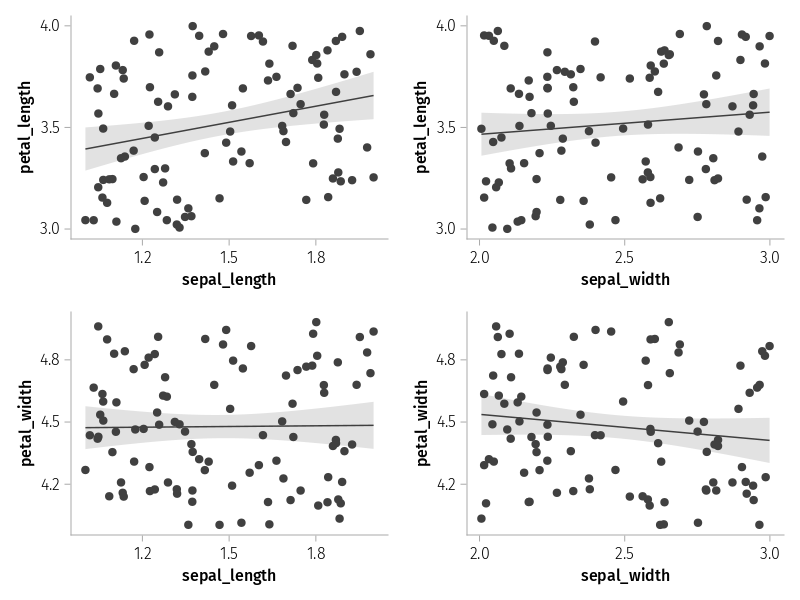 4.0
3.5
3.0
petal_length
1.2 1.5 1.8
sepal_length
4.0
3.5
3.0
petal_length
2.0 2.5 3.0
sepal_width
4.8
4.5
4.2
petal_width
1.2 1.5 1.8
sepal_length
4.8
4.5
4.2
petal_width
2.0 2.5 3.0
sepal_width